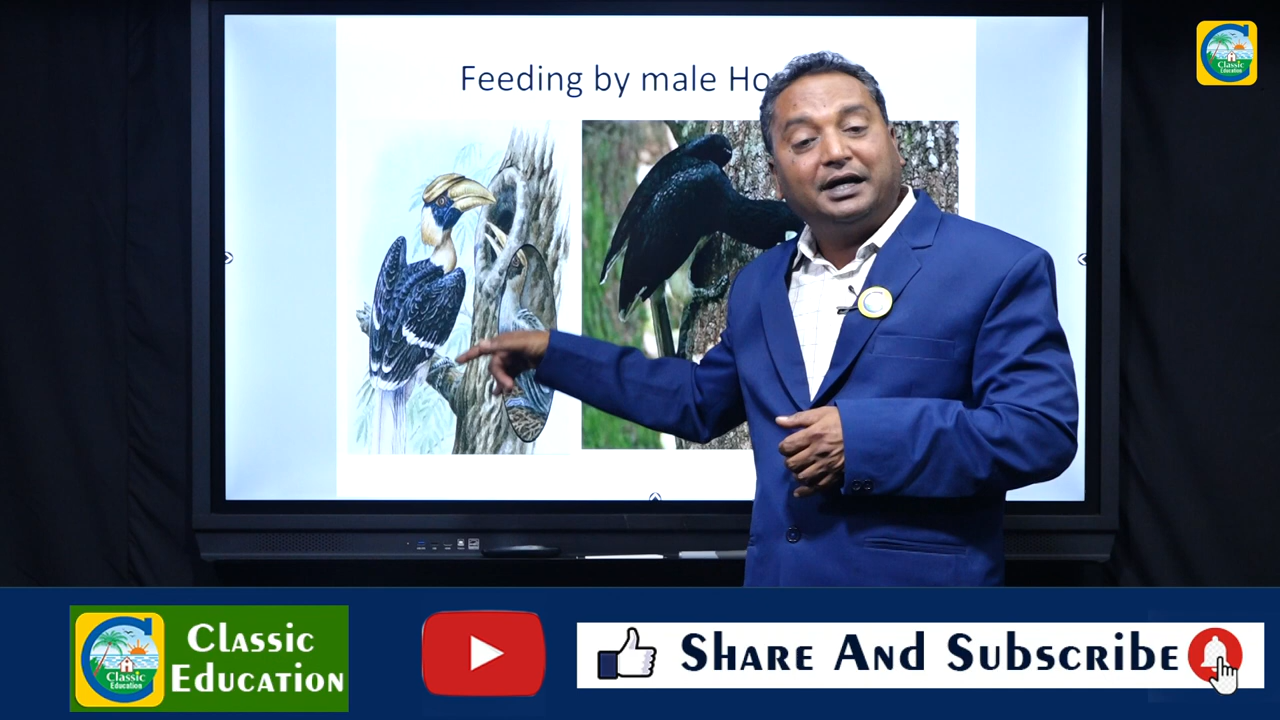 Feeding by male Ho
Classic
Education
Classic
Education
Classic
Education
Share And Subscribe